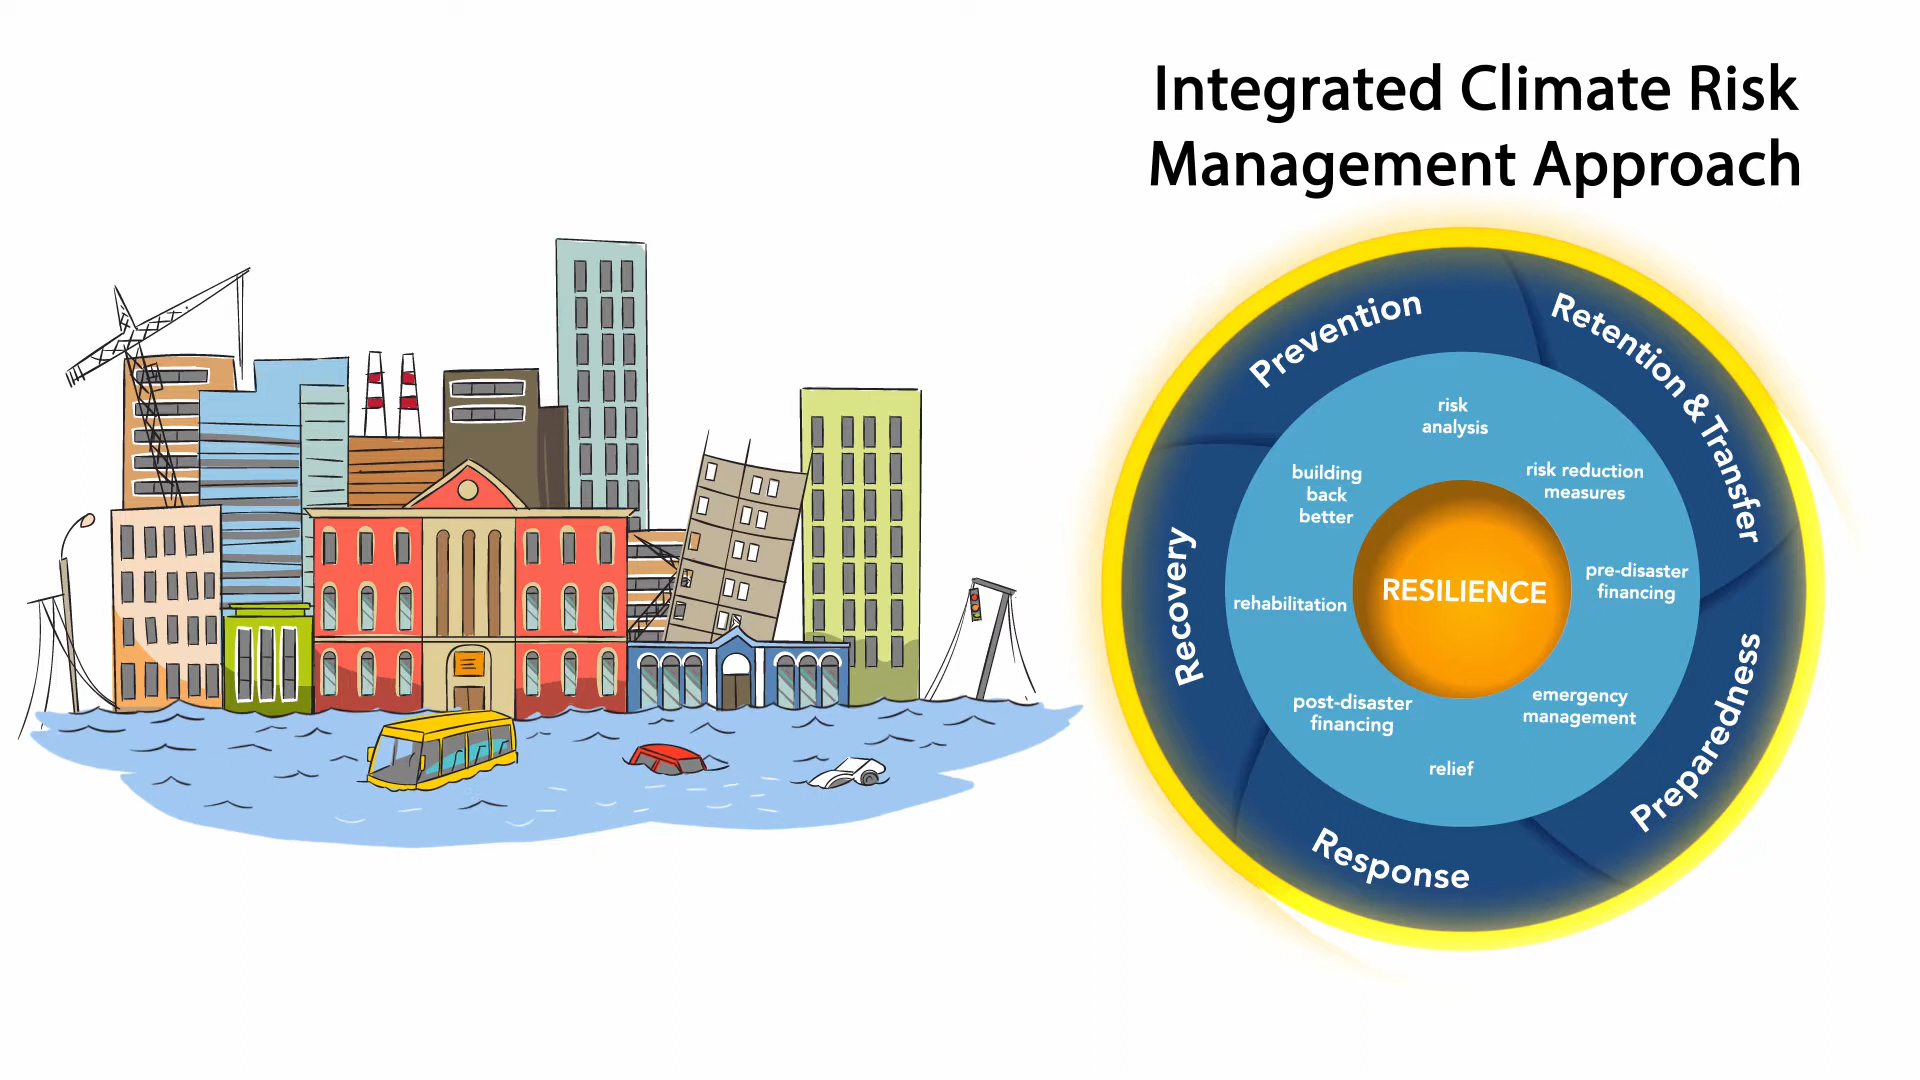 Integrated Climate Risk
Management Approach
Prevention
Retention & Transfer
Preparedness
Response
Recovery
risk
analysis
risk reduction
measures
pre-disaster
financing
emergency
management
relief
post-disaster
financing
rehabilitation
building
back
better
RESILIENCE